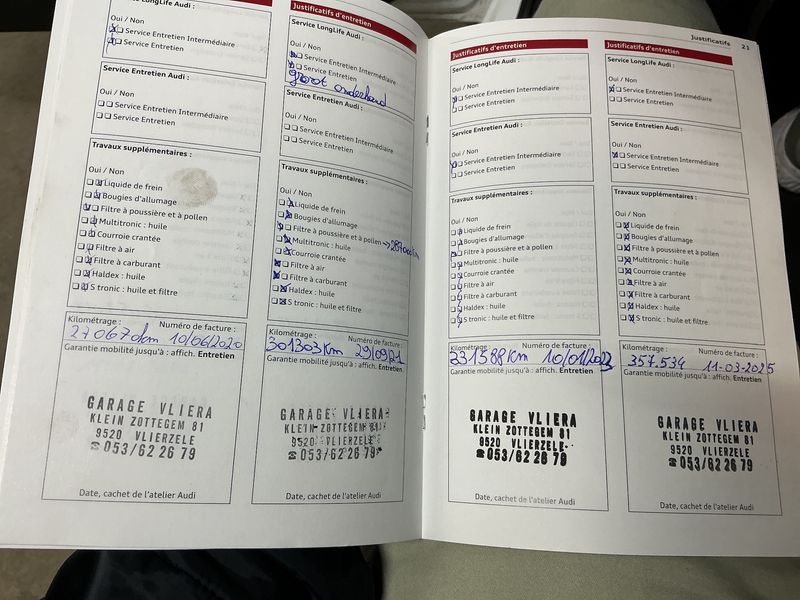 Oui / Non
Service Entretien Intermédiaire
Service Entretien
Service Entretien Audi :
Oui / Non
Service Entretien Intermédiaire
Service Entretien
Travaux supplémentaires :
Oui / Non
Liquide de frein
Bougies d'allumage
Filtre à poussière et à pollen
Multitronic : huile
Courroie crantée
Filtre à air
Filtre à carburant
Haldex : huile
S tronic : huile et filtre
Kilométrage : Numéro de facture :
270670km 10/06/2020
Garantie mobilité jusqu'à : affich. Entretien
GARAGE VLIERA
KLEIN ZOTTEGEM 81
9520 VLIERZELE
☎053/62 26 79
Date, cachet de l'atelier Audi
Justificatifs d'entretien
Service LongLife Audi :
Oui / Non
Service Entretien Intermédiaire
Service Entretien
groot onderhoud
Service Entretien Audi :
Oui / Non
Service Entretien Intermédiaire
Service Entretien
Travaux supplémentaires :
Oui / Non
Liquide de frein
Bougies d'allumage
Filtre à poussière et à pollen
Multitronic : huile
Courroie crantée
Filtre à air
Filtre à carburant
Haldex : huile
S tronic : huile et filtre
Kilométrage : Numéro de facture :
301303Km 29/09/21
Garantie mobilité jusqu'à : affich. Entretien
GARAGE VLIERA
KLEIN ZOTTEGEM 81
9520 VLIERZELE
☎053/62 26 79
Date, cachet de l'atelier Audi
Justificatifs d'entretien
Service LongLife Audi :
Oui / Non
Service Entretien Intermédiaire
Service Entretien
Service Entretien Audi :
Oui / Non
Service Entretien Intermédiaire
Service Entretien
Travaux supplémentaires :
Oui / Non
Liquide de frein
Bougies d'allumage
Filtre à poussière et à pollen
Multitronic : huile
Courroie crantée
Filtre à air
Filtre à carburant
Haldex : huile
S tronic : huile et filtre
Kilométrage : Numéro de facture :
331588Km 10/01/2023
Garantie mobilité jusqu'à : affich. Entretien
GARAGE VLIERA
KLEIN ZOTTEGEM 81
9520 VLIERZELE
☎053/62 26 79
Date, cachet de l'atelier Audi
Justificatifs 21
Justificatifs d'entretien
Service LongLife Audi :
Oui / Non
Service Entretien Intermédiaire
Service Entretien
Service Entretien Audi :
Oui / Non
Service Entretien Intermédiaire
Service Entretien
Travaux supplémentaires :
Oui / Non
Liquide de frein
Bougies d'allumage
Filtre à poussière et à pollen
Multitronic : huile
Courroie crantée
Filtre à air
Filtre à carburant
Haldex : huile
S tronic : huile et filtre
Kilométrage : Numéro de facture :
357.534 11-03-2025
Garantie mobilité jusqu'à : affich. Entretien
GARAGE VLIERA
KLEIN ZOTTEGEM 81
9520 VLIERZELE
☎053/62 26 79
Date, cachet de l'atelier Audi